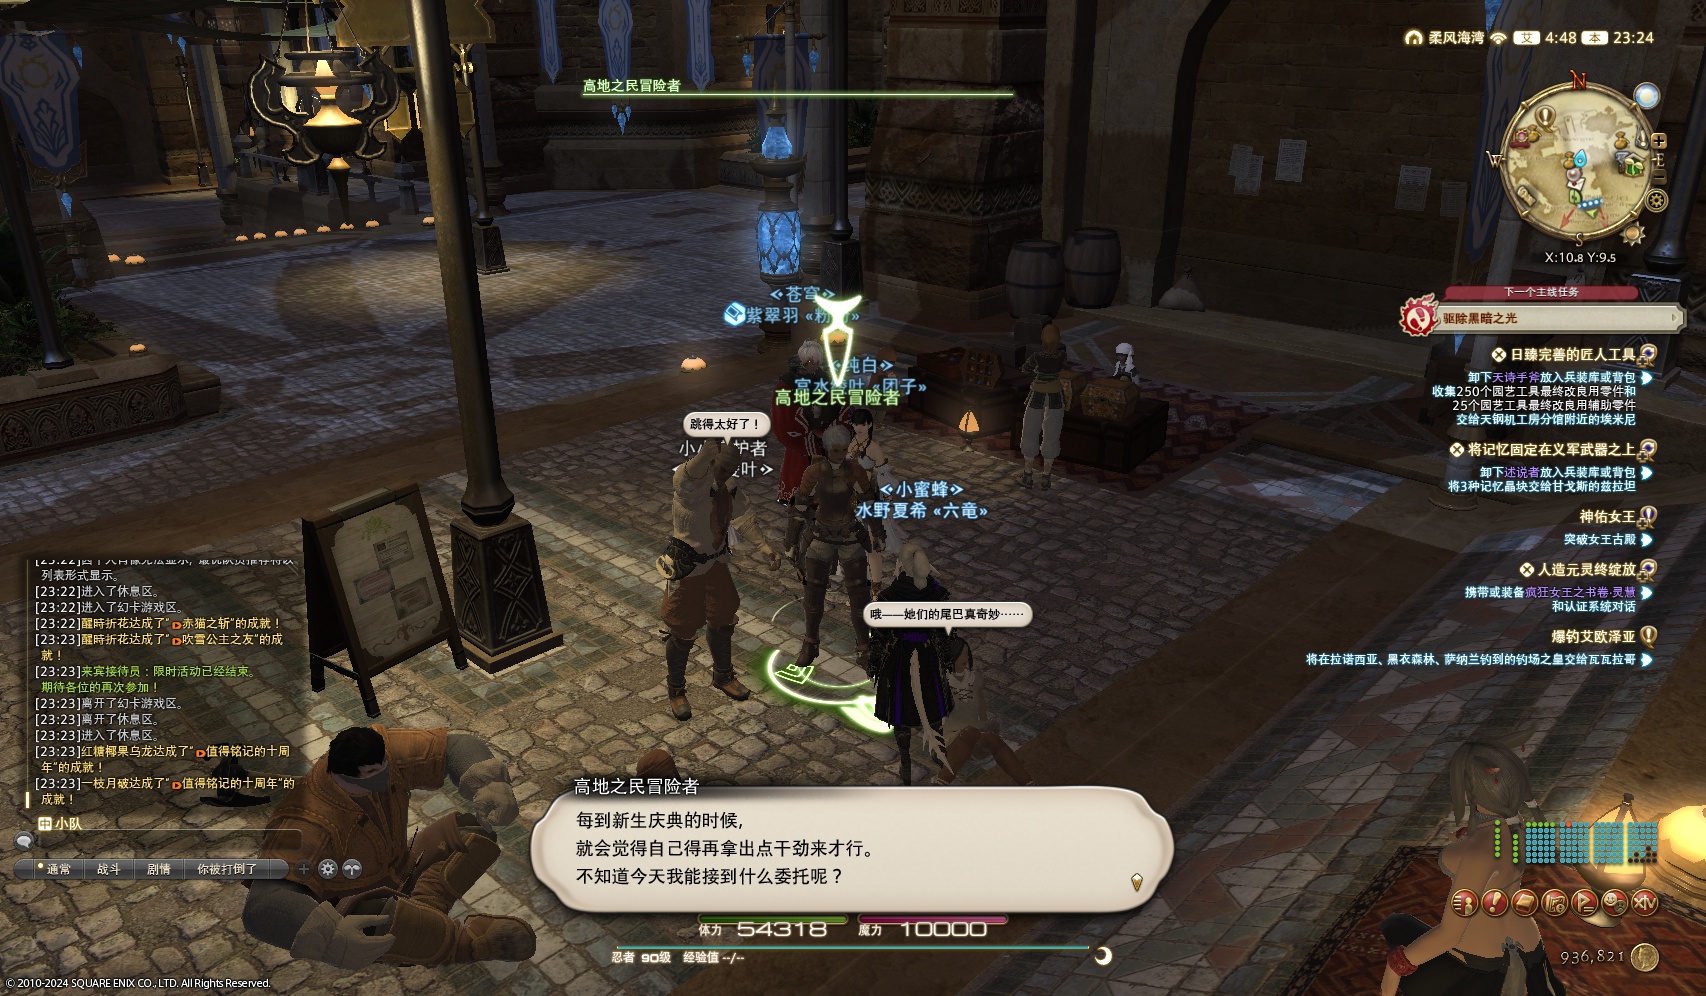 柔风海湾 艾 4:48 本 23:24
高地之民冒险者
N
W
E
S
X:10.8 Y:9.5
下一个主线任务
驱除黑暗之光
日臻完善的匠人工具
卸下天诗手斧放入兵装库或背包
收集250个园艺工具最终改良用零件和
25个园艺工具最终改良用辅助零件
交给天钢机工房分馆附近的埃米尼
将记忆固定在义军武器之上
卸下述说者放入兵装库或背包
将3种记忆晶块交给甘戈斯的兹拉坦
神佑女王
突破女王古殿
人造元灵终绽放
携带或装备疯狂女王之书卷·灵慧
和认证系统对话
爆钓艾欧泽亚
将在拉诺西亚、黑衣森林、萨纳兰钓到的钓场之皇交给瓦瓦拉哥
«苍穹»
紫翠羽
«纯白»
«团子»
高地之民冒险者
跳得太好了！
«小蜜蜂»
水野夏希 «六竜»
哦——她们的尾巴真奇妙……
列表形式显示。
[23:22]进入了休息区。
[23:22]进入了幻卡游戏区。
[23:22]醒時折花达成了“赤猫之斩”的成就！
[23:23]醒時折花达成了“吹雪公主之友”的成
就！
[23:23]来宾接待员：限时活动已经结束。
期待各位的再次参加！
[23:23]离开了幻卡游戏区。
[23:23]离开了休息区。
[23:23]进入了休息区。
[23:23]红糖椰果乌龙达成了“值得铭记的十周
年”的成就！
[23:23]一枝月破达成了“值得铭记的十周年”的
成就！
小队
通常 战斗 剧情 你被打倒了
高地之民冒险者
每到新生庆典的时候，
就会觉得自己得再拿出点干劲来才行。
不知道今天我能接到什么委托呢？
体力 54318 魔力 10000
忍者 90级 经验值 --/--
XIV
936,821
© 2010-2024 SQUARE ENIX CO., LTD. All Rights Reserved.